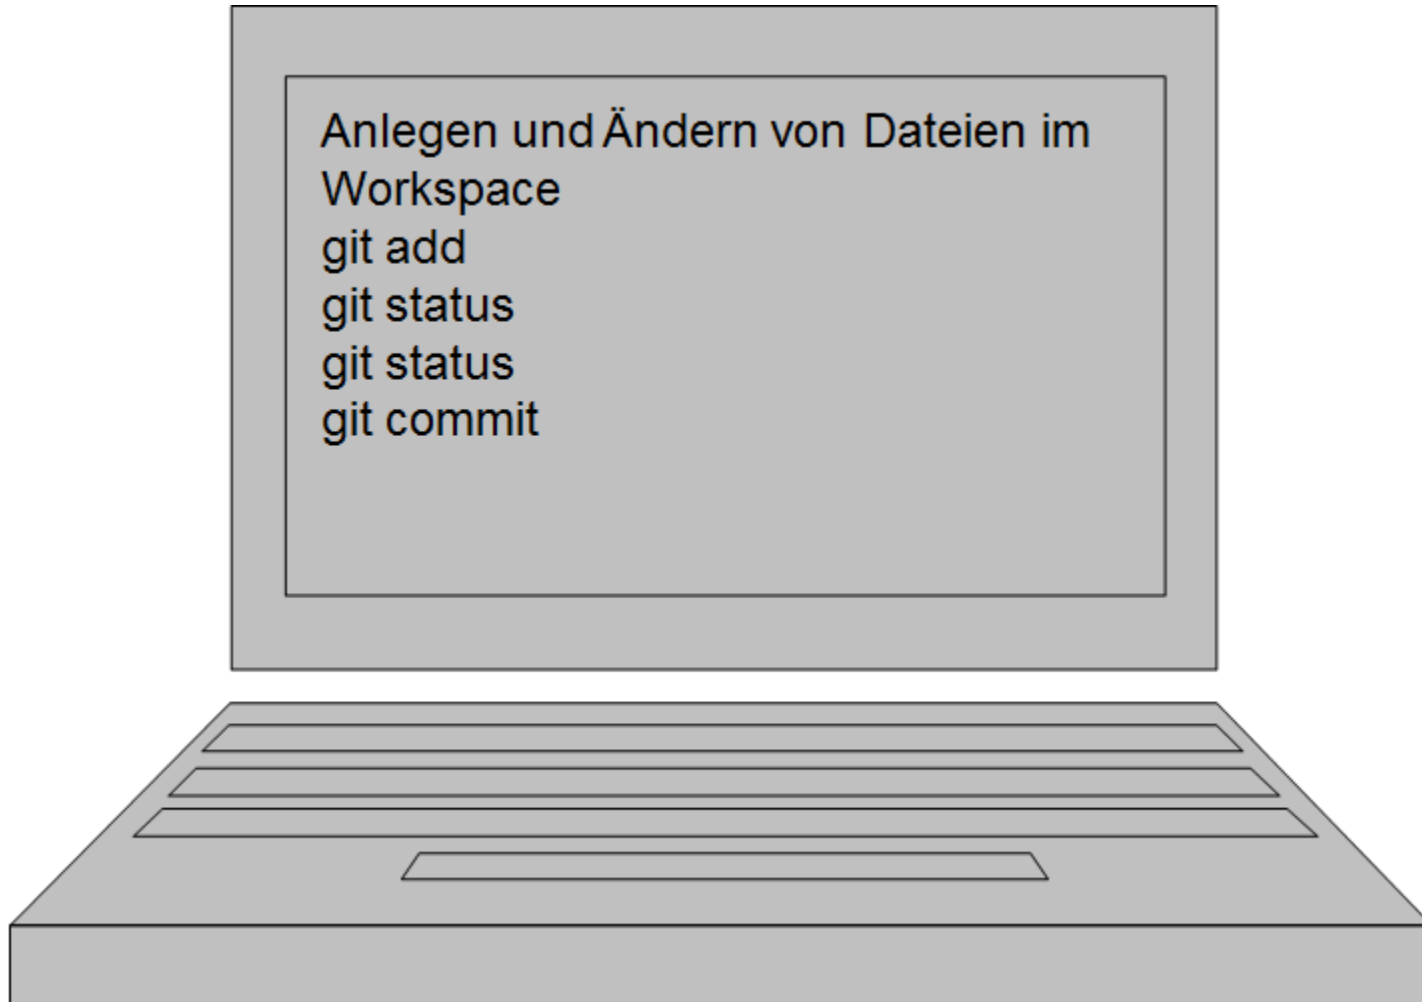 Anlegen und Ändern von Dateien im
Workspace
git add
git status
git status
git commit